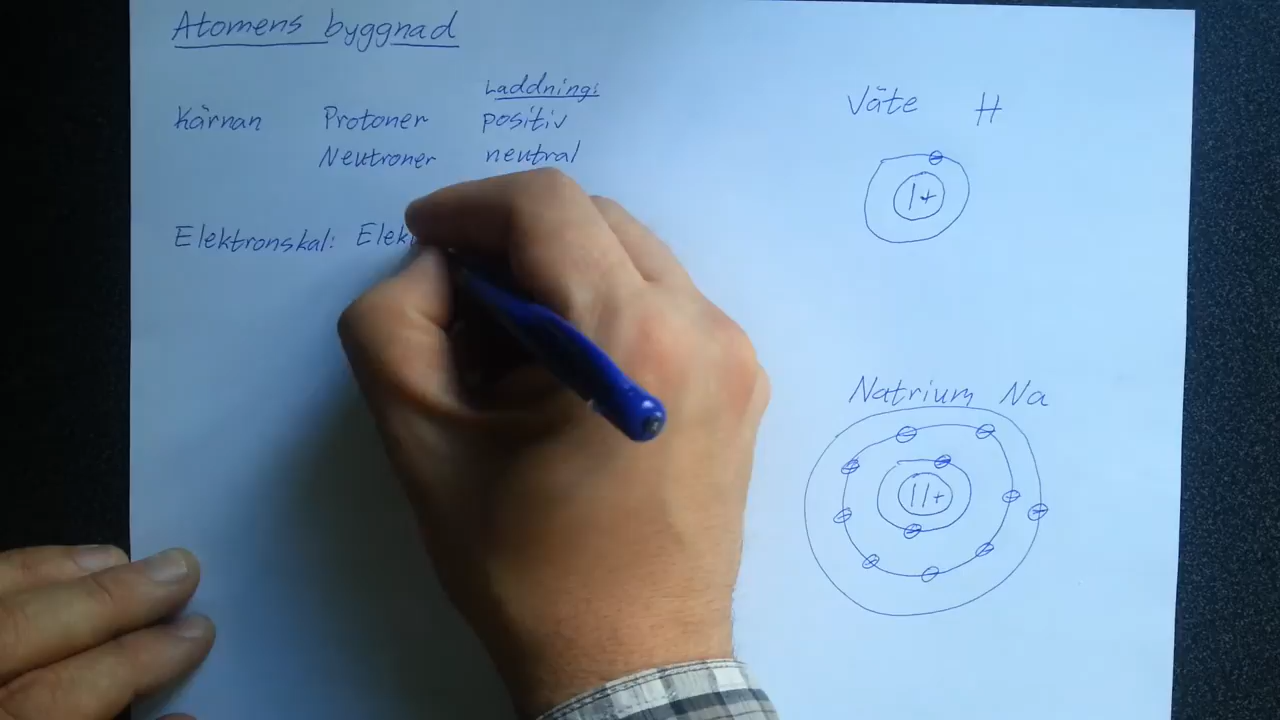 Atomens byggnad
Laddning:
Kärnan Protoner positiv
Neutroner neutral
Elektronskal:
Väte H
1+
Natrium Na
11+